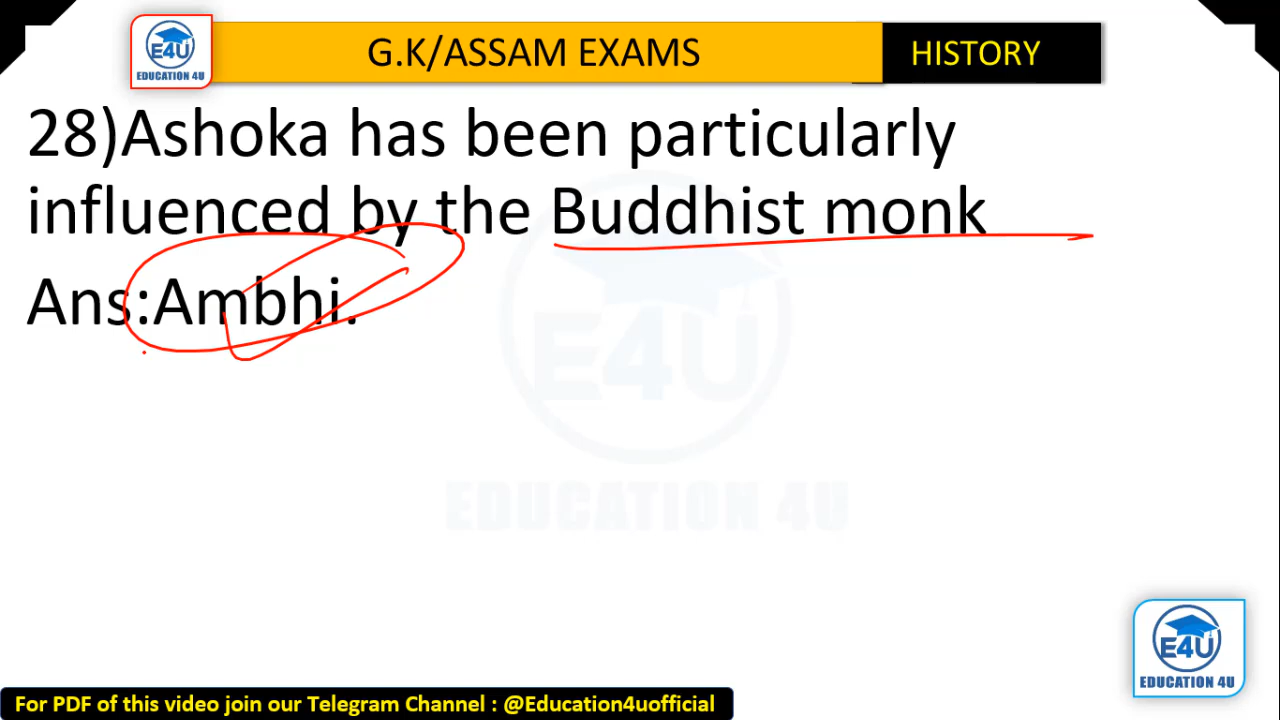 E4U
EDUCATION 4U
G.K/ASSAM EXAMS
HISTORY
28)Ashoka has been particularly
influenced by the Buddhist monk
Ans:Ambhi.
E4U
EDUCATION 4U
E4U
EDUCATION 4U
For PDF of this video join our Telegram Channel : @Education4uofficial